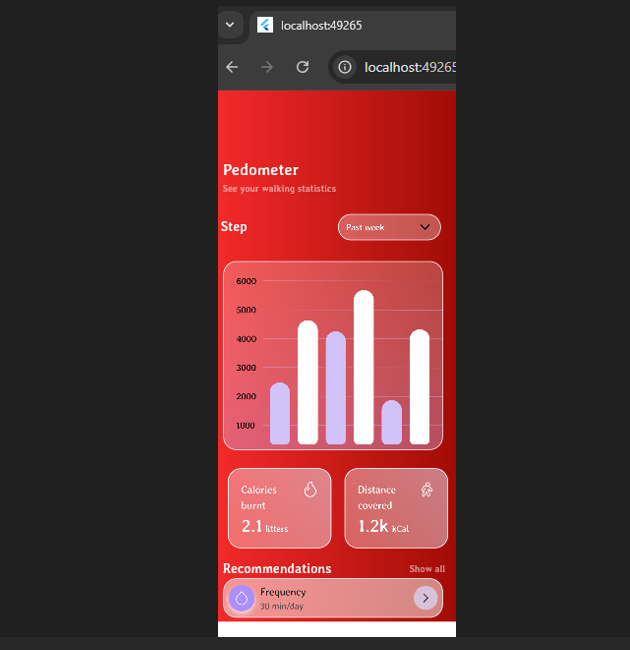 localhost:49265
localhost:49265
Pedometer
See your walking statistics
Step
Past week
6000
5000
4000
3000
2000
1000
Calories
burnt
2.1 litters
Distance
covered
1.2k kCal
Recommendations
Show all
Frequency
30 min/day